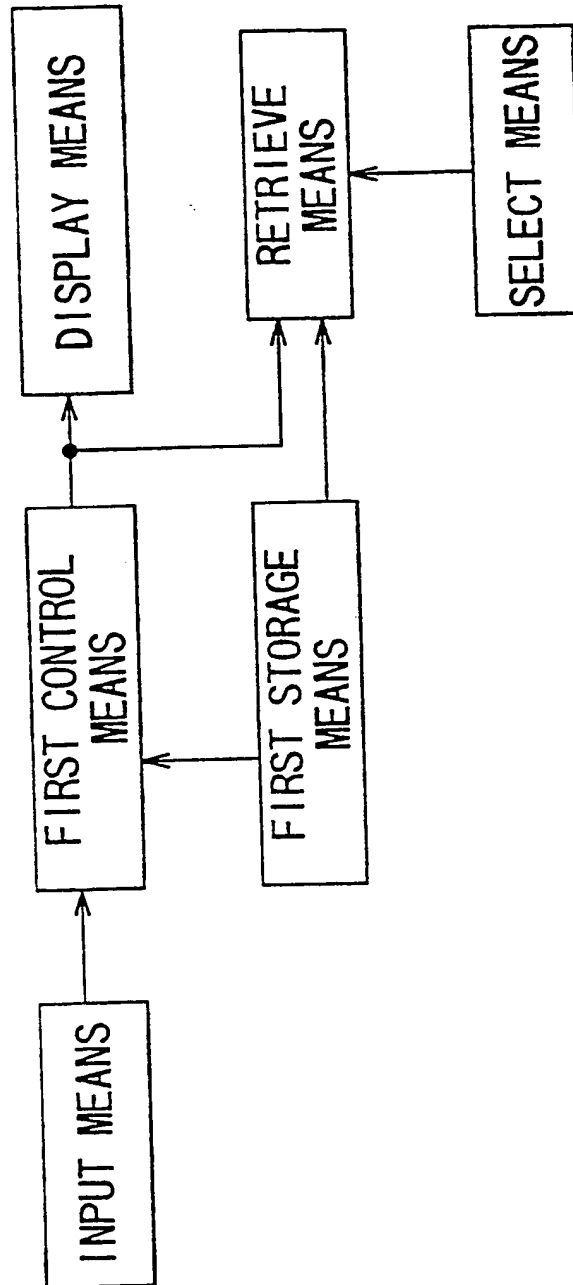 INPUT MEANS
FIRST CONTROL
MEANS
DISPLAY MEANS
FIRST STORAGE
MEANS
RETRIEVE
MEANS
SELECT MEANS